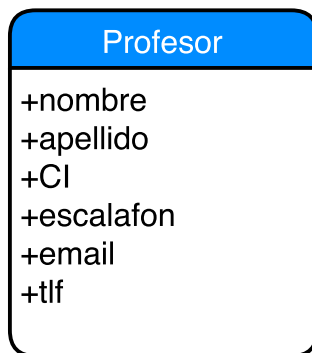 Profesor
+nombre
+apellido
+CI
+escalafon
+email
+tlf